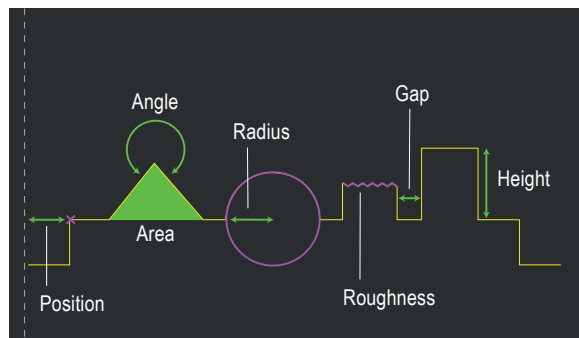 Angle
Radius
Gap
Height
Area
Position
Roughness